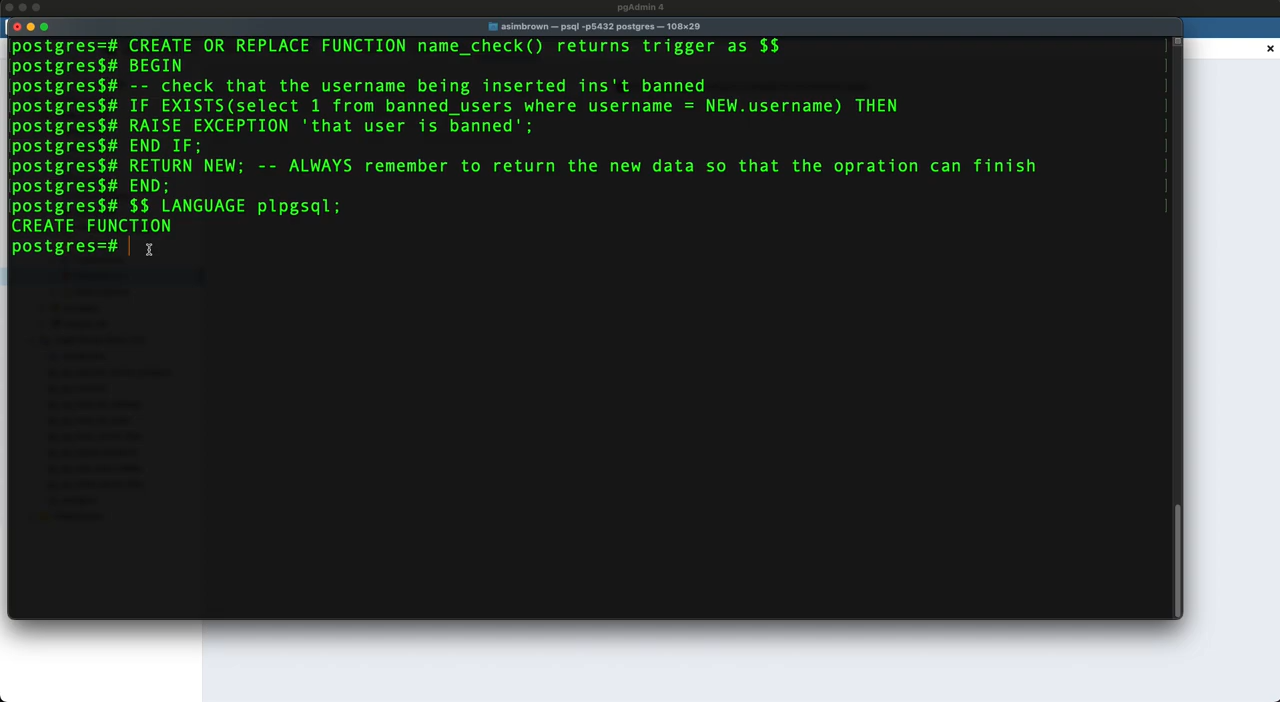 pgAdmin 4
asimbrown — psql -p5432 postgres — 108×29
postgres=# CREATE OR REPLACE FUNCTION name_check() returns trigger as $$
postgres$# BEGIN
postgres$# -- check that the username being inserted ins't banned
postgres$# IF EXISTS(select 1 from banned_users where username = NEW.username) THEN
postgres$# RAISE EXCEPTION 'that user is banned';
postgres$# END IF;
postgres$# RETURN NEW; -- ALWAYS remember to return the new data so that the opration can finish
postgres$# END;
postgres$# $$ LANGUAGE plpgsql;
CREATE FUNCTION
postgres=#